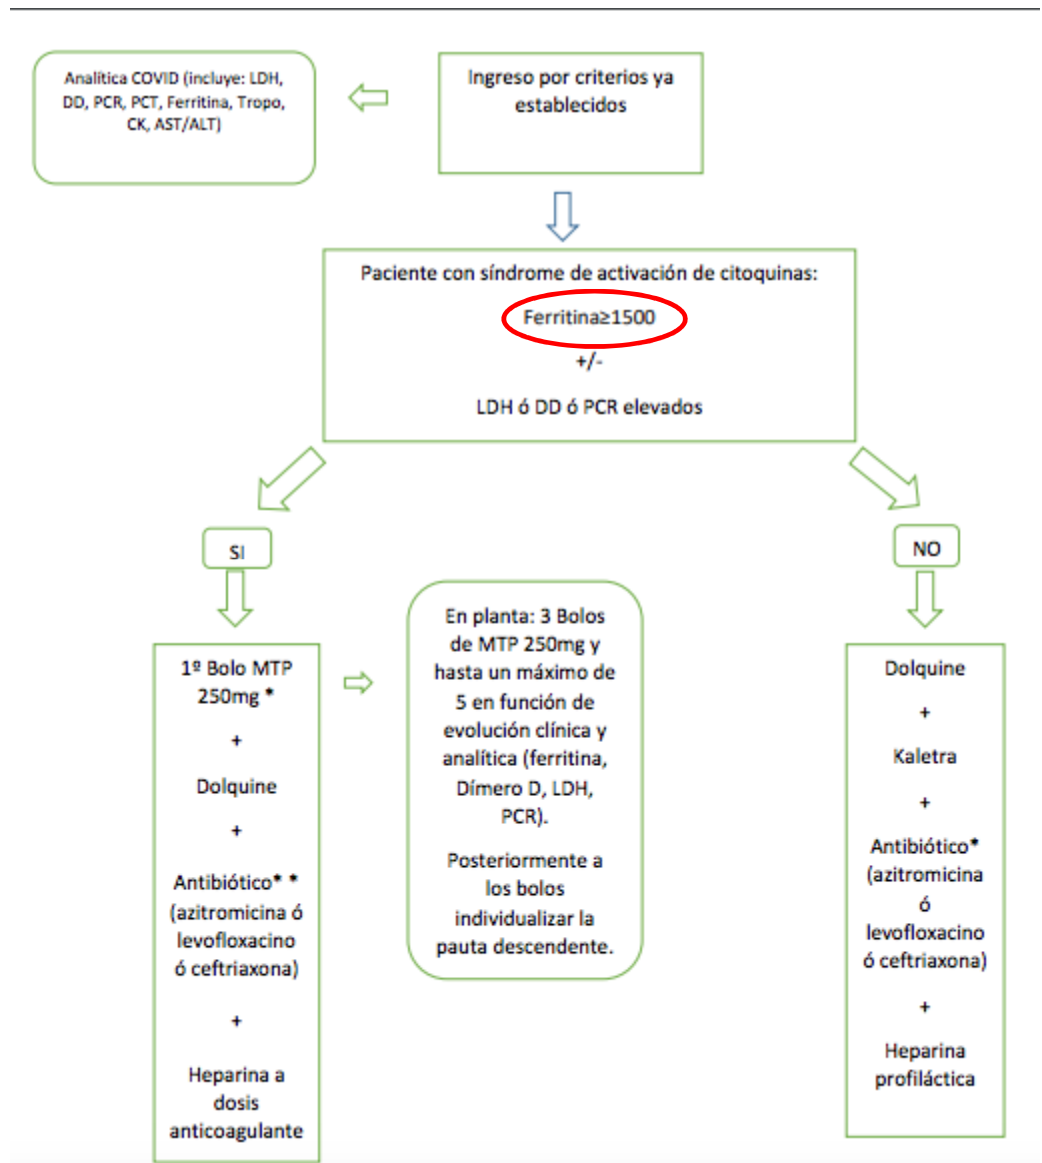 Analítica COVID (incluye: LDH,
DD, PCR, PCT, Ferritina, Tropo,
CK, AST/ALT)
Ingreso por criterios ya
establecidos
Paciente con síndrome de activación de citoquinas:
Ferritina≥1500
+/-
LDH ó DD ó PCR elevados
SI
NO
1º Bolo MTP
250mg *
+
Dolquine
+
Antibiótico* *
(azitromicina ó
levofloxacino
ó ceftriaxona)
+
Heparina a
dosis
anticoagulante
En planta: 3 Bolos
de MTP 250mg y
hasta un máximo de
5 en función de
evolución clínica y
analítica (ferritina,
Dímero D, LDH,
PCR).
Posteriormente a
los bolos
individualizar la
pauta descendente.
Dolquine
+
Kaletra
+
Antibiótico*
(azitromicina
ó
levofloxacino
ó ceftriaxona)
+
Heparina
profiláctica